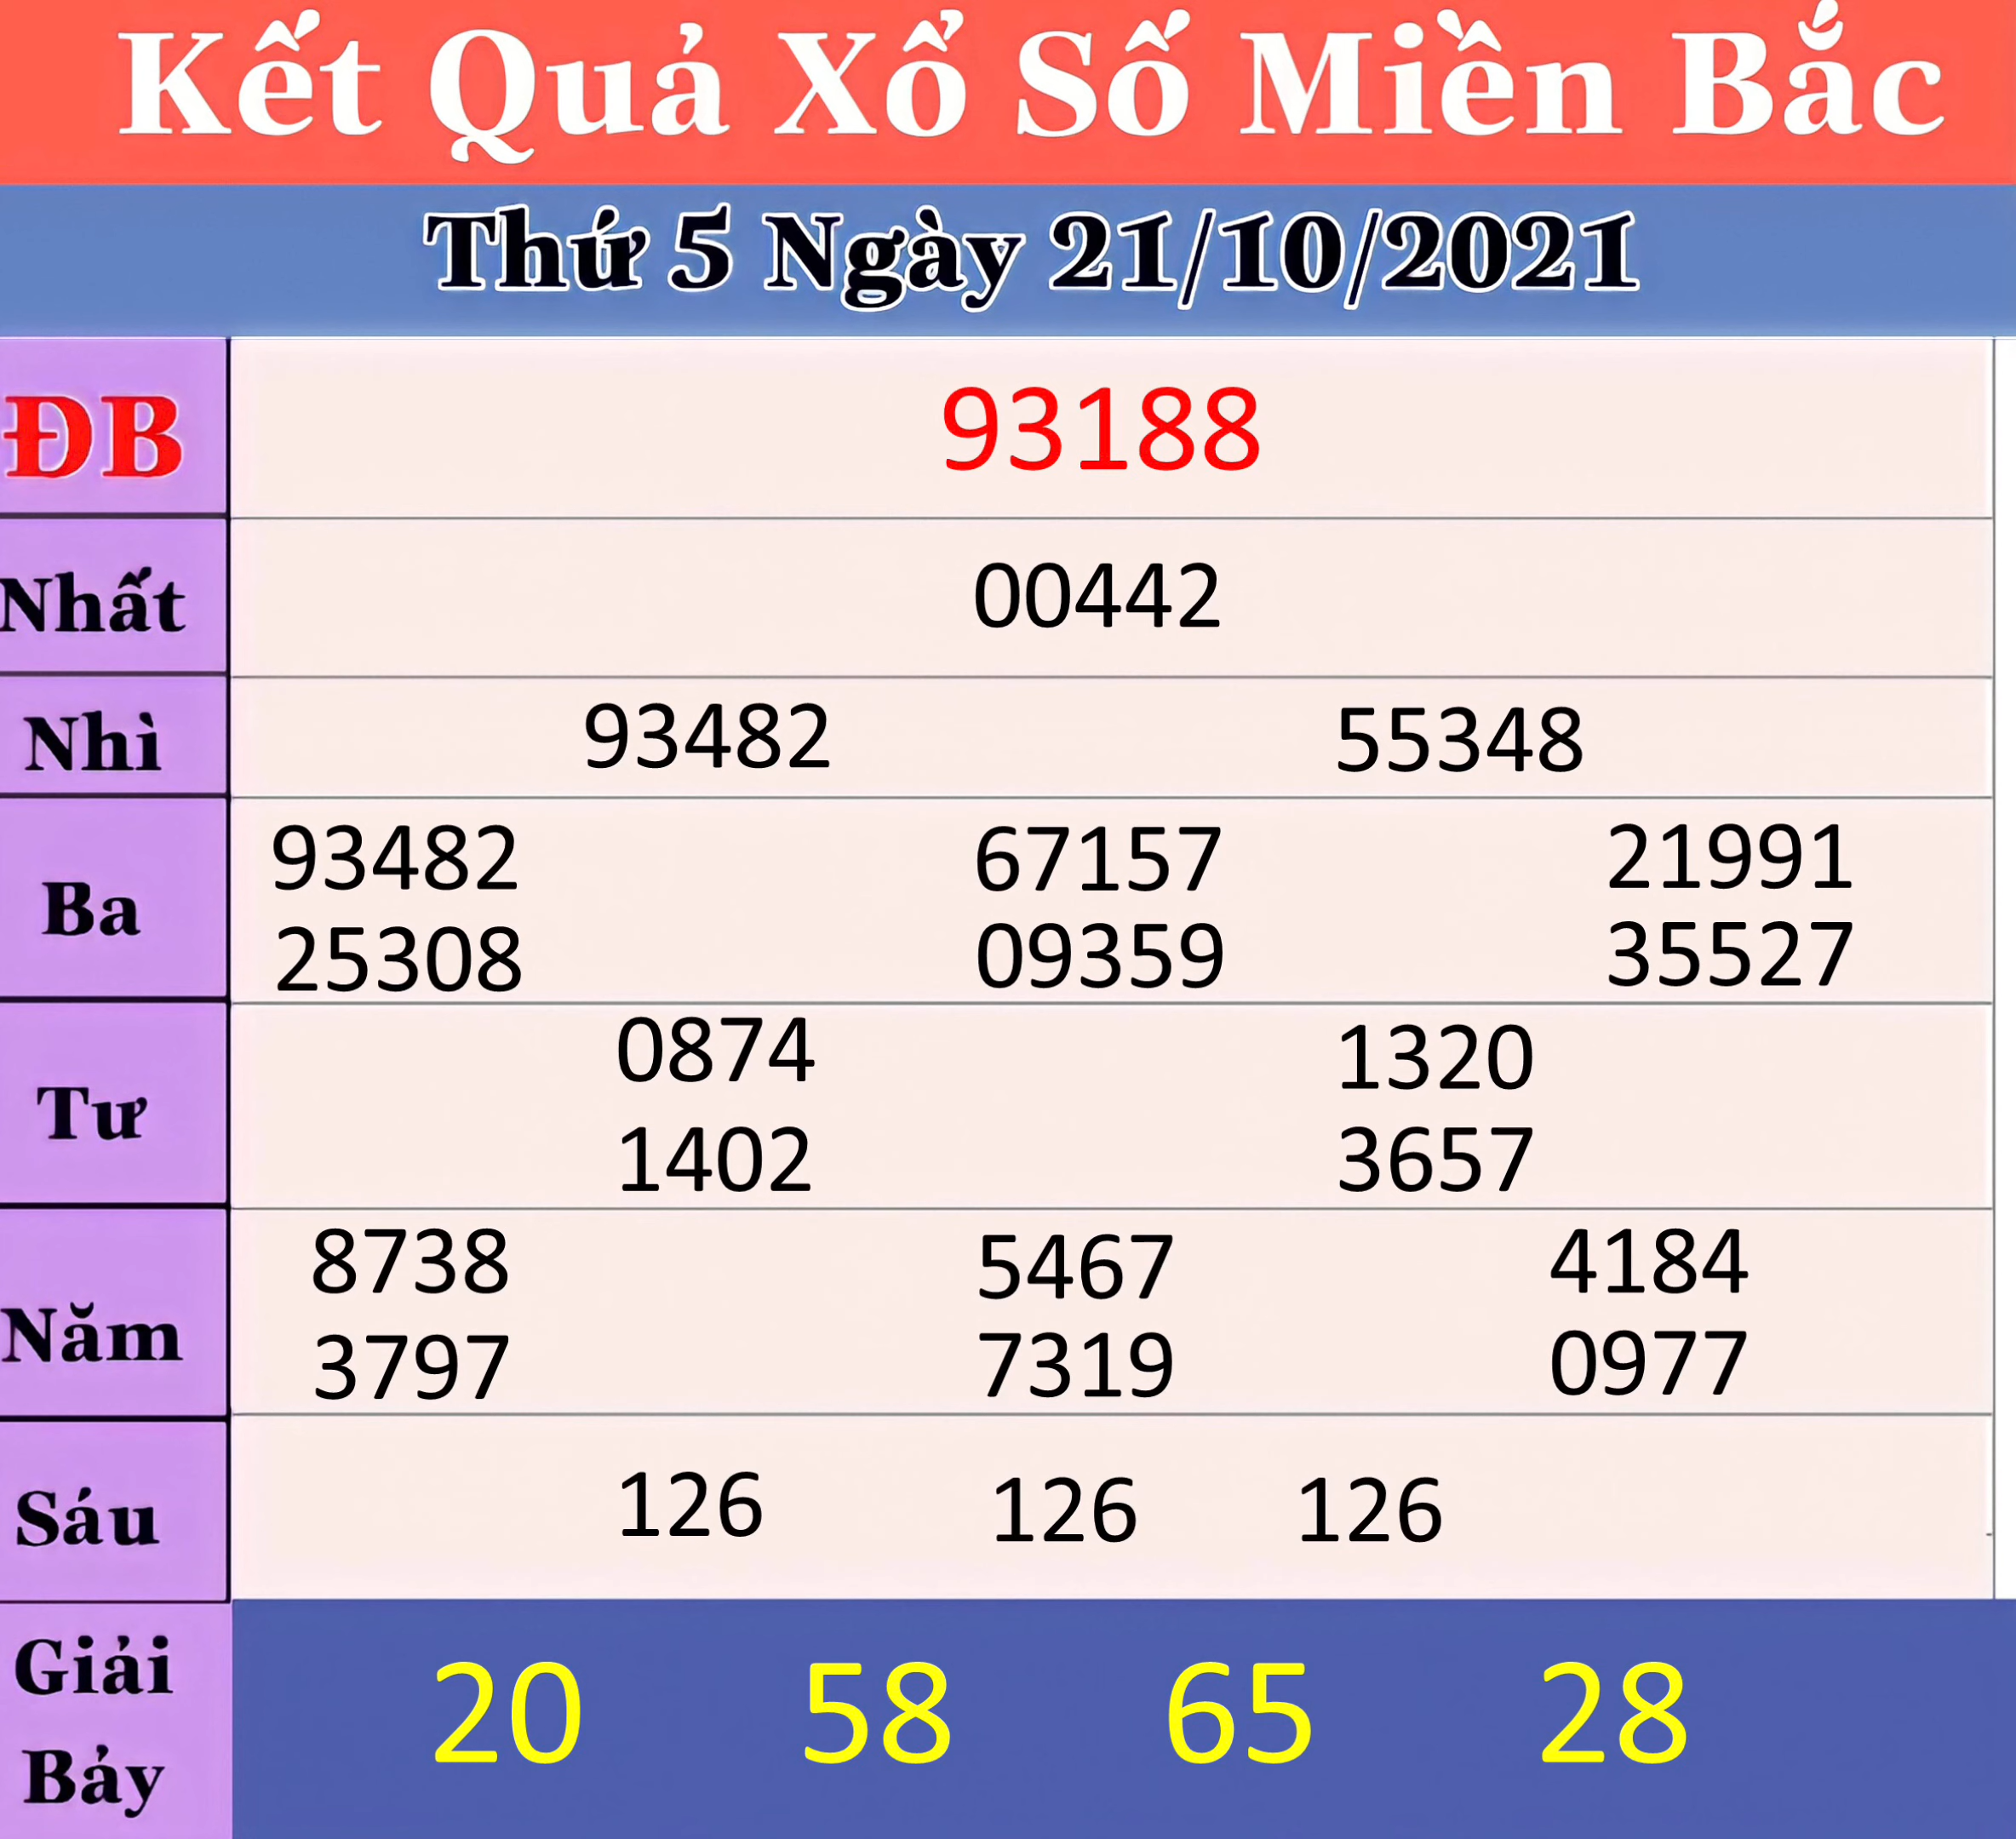 Kết Quả Xổ Số Miền Bắc
Thứ 5 Ngày 21/10/2021
ĐB 93188
Nhất 00442
Nhì 93482 55348
Ba
93482 67157 21991
25308 09359 35527
Tư
0874 1320
1402 3657
Năm
8738 5467 4184
3797 7319 0977
Sáu 126 126 126
Giải
Bảy
20 58 65 28